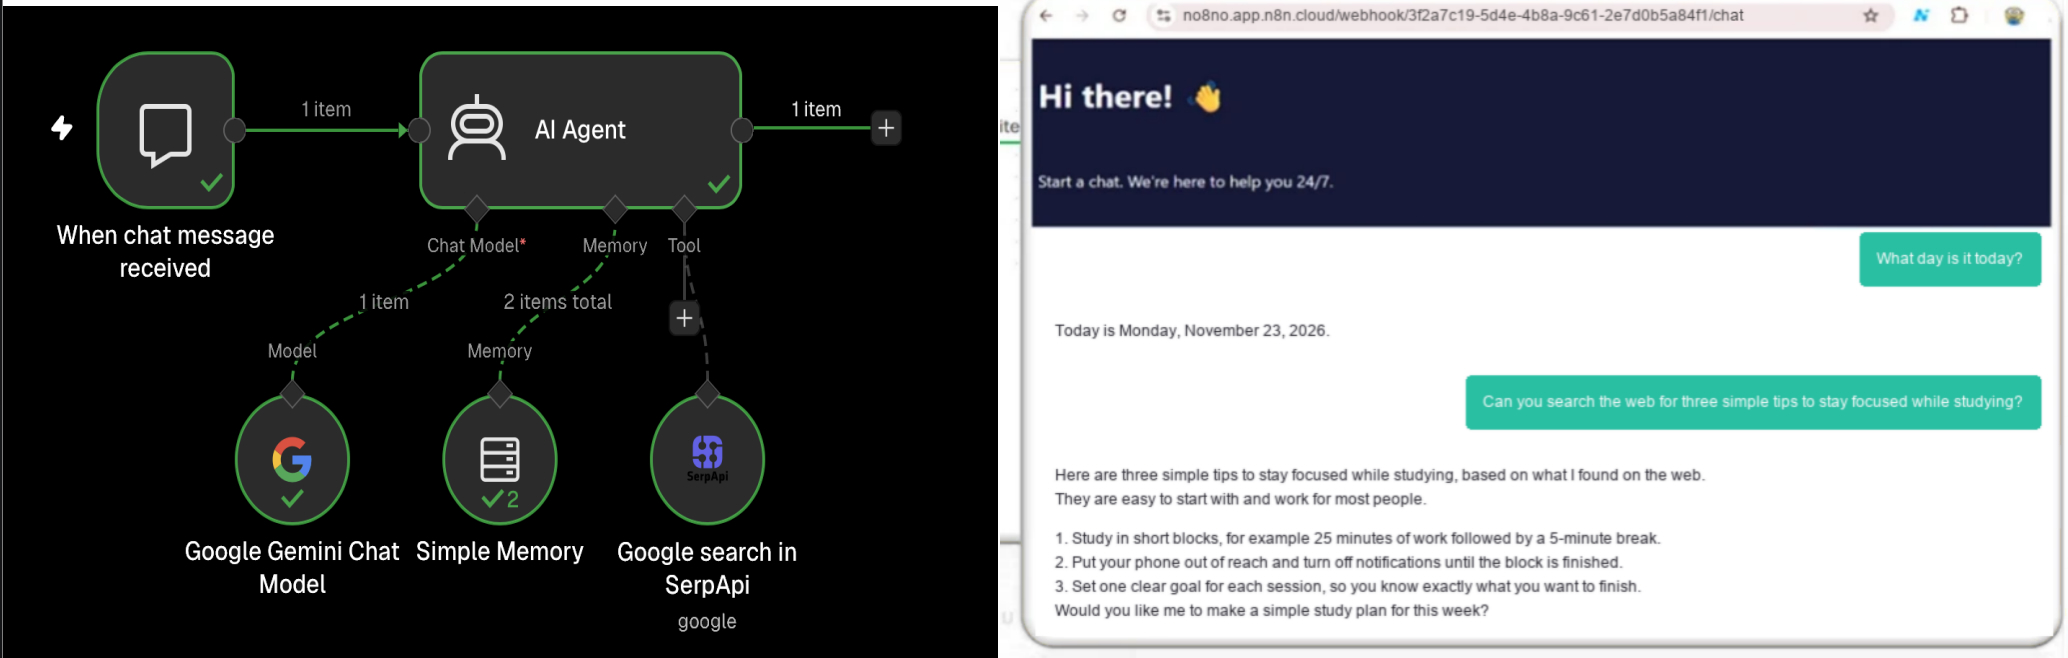 1 item
AI Agent
1 item
When chat message
received
Chat Model*
Memory
Tool
1 item
2 items total
Model
Memory
2
SerpApi
Google Gemini Chat
Model
Simple Memory
Google search in
SerpApi
google
no8no.app.n8n.cloud/webhook/3f2a7c19-5d4e-4b8a-9c61-2e7d0b5a84f1/chat
ite
Hi there! 👋
Start a chat. We're here to help you 24/7.
What day is it today?
Today is Monday, November 23, 2026.
Can you search the web for three simple tips to stay focused while studying?
Here are three simple tips to stay focused while studying, based on what I found on the web.
They are easy to start with and work for most people.
1. Study in short blocks, for example 25 minutes of work followed by a 5-minute break.
2. Put your phone out of reach and turn off notifications until the block is finished.
3. Set one clear goal for each session, so you know exactly what you want to finish.
Would you like me to make a simple study plan for this week?